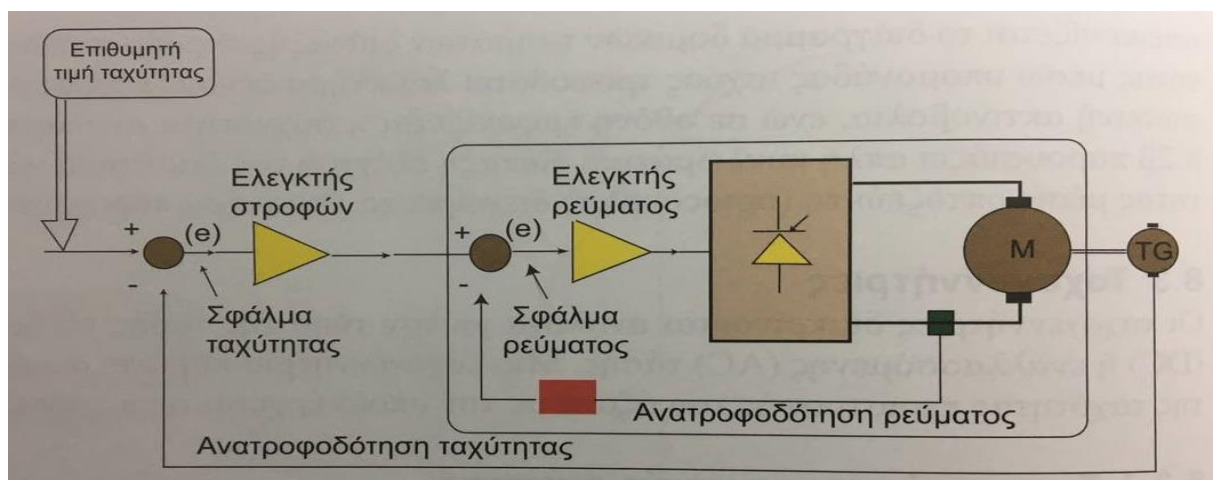 Επιθυμητή
τιμή ταχύτητας
Ελεγκτής
στροφών
Ελεγκτής
ρεύματος
+
(e)
-
+
(e)
-
M
TG
Σφάλμα
ταχύτητας
Σφάλμα
ρεύματος
Ανατροφοδότηση ρεύματος
Ανατροφοδότηση ταχύτητας